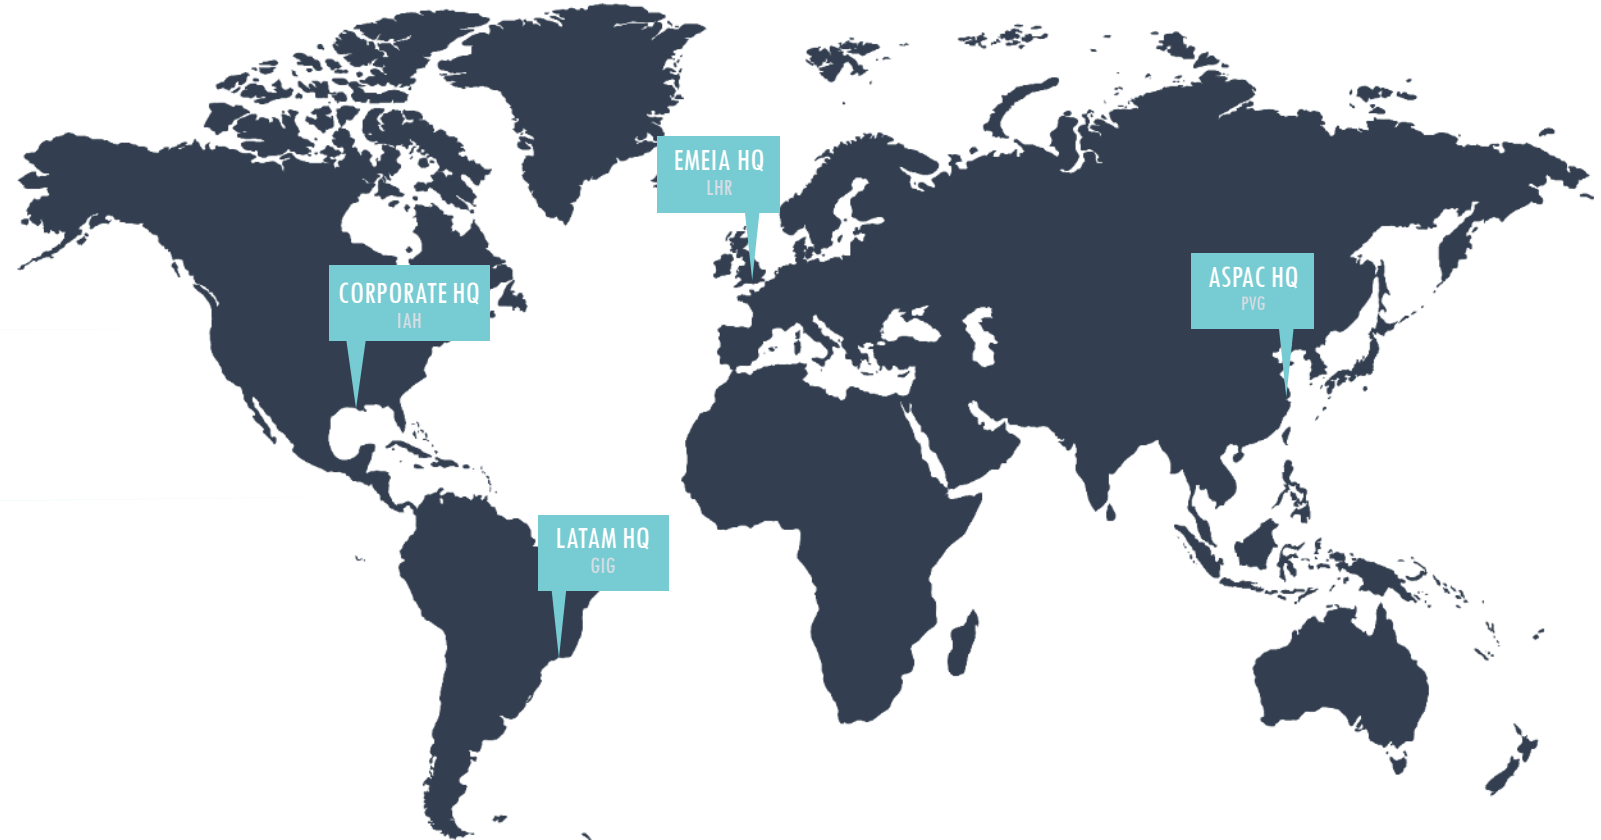 EMEIA HQ
LHR
ASPAC HQ
PVG
CORPORATE HQ
IAH
LATAM HQ
GIG